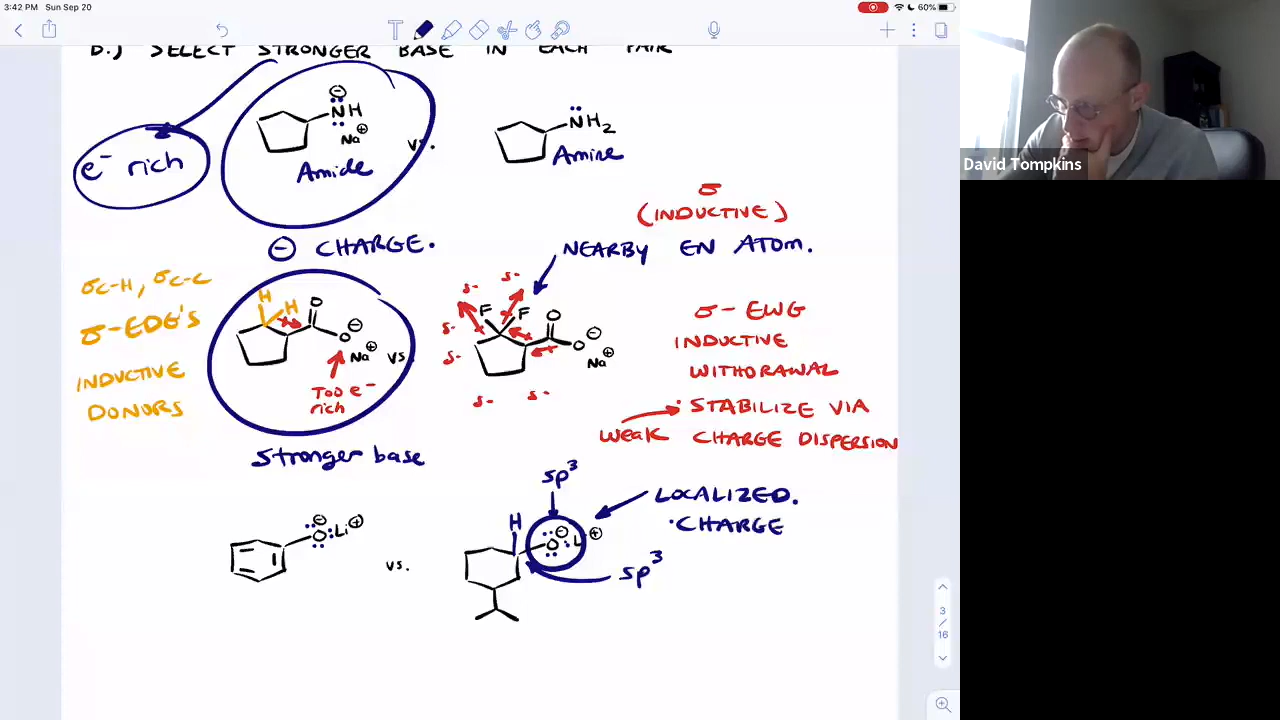 3:42 PM Sun Sep 20
60%
B.) SELECT STRONGER BASE IN EACH PAIR
e⁻ rich
⊖
NH
Na⊕
Amide
vs.
NH₂
Amine
⊖ CHARGE.
σ
(INDUCTIVE)
NEARBY EN ATOM.
σC-H, σC-C
σ-EDG'S
INDUCTIVE
DONORS
H
H
O
O⊖
Na⊕
Too e⁻
rich
vs.
Stronger base
δ-
δ-
δ-
δ-
δ-
δ-
F
F
O
O⊖
Na⊕
σ-EWG
INDUCTIVE
WITHDRAWAL
• STABILIZE VIA
weak CHARGE DISPERSION
O⊖ Li⊕
vs.
sp³
H
O⊖ Li⊕
LOCALIZED.
• CHARGE
sp³
David Tompkins
3
/
16